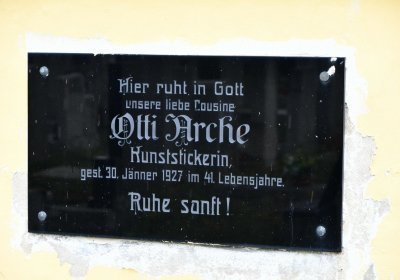 Hier ruht in Gott
unsere liebe Cousine
Otti Arche
Kunststickerin,
gest. 30. Jänner 1927 im 41. Lebensjahre.
Ruhe sanft!